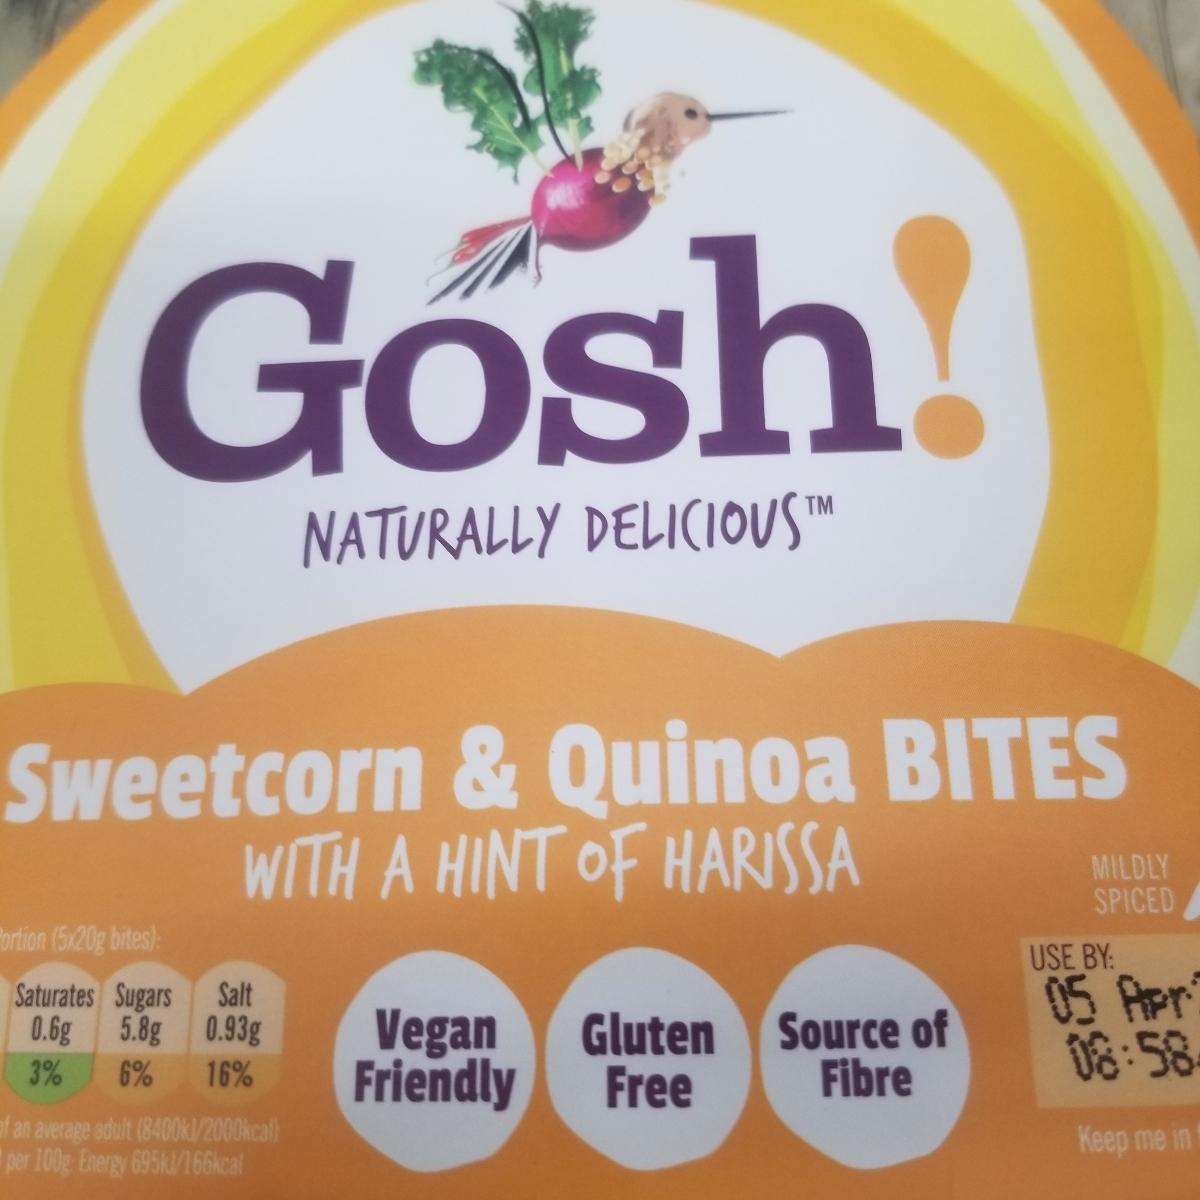 Gosh!
NATURALLY DELICIOUS™
Sweetcorn & Quinoa BITES
WITH A HINT OF HARISSA
MILDLY
SPICED
(5x20g bites):
Saturates
0.6g
3%
Sugars
5.8g
6%
Salt
0.93g
16%
of an average adult (8400kJ/2000kcal)
per 100g: Energy 695kJ/166kcal
Vegan
Friendly
Gluten
Free
Source of
Fibre
USE BY:
05 Apr
08:58
Keep me in